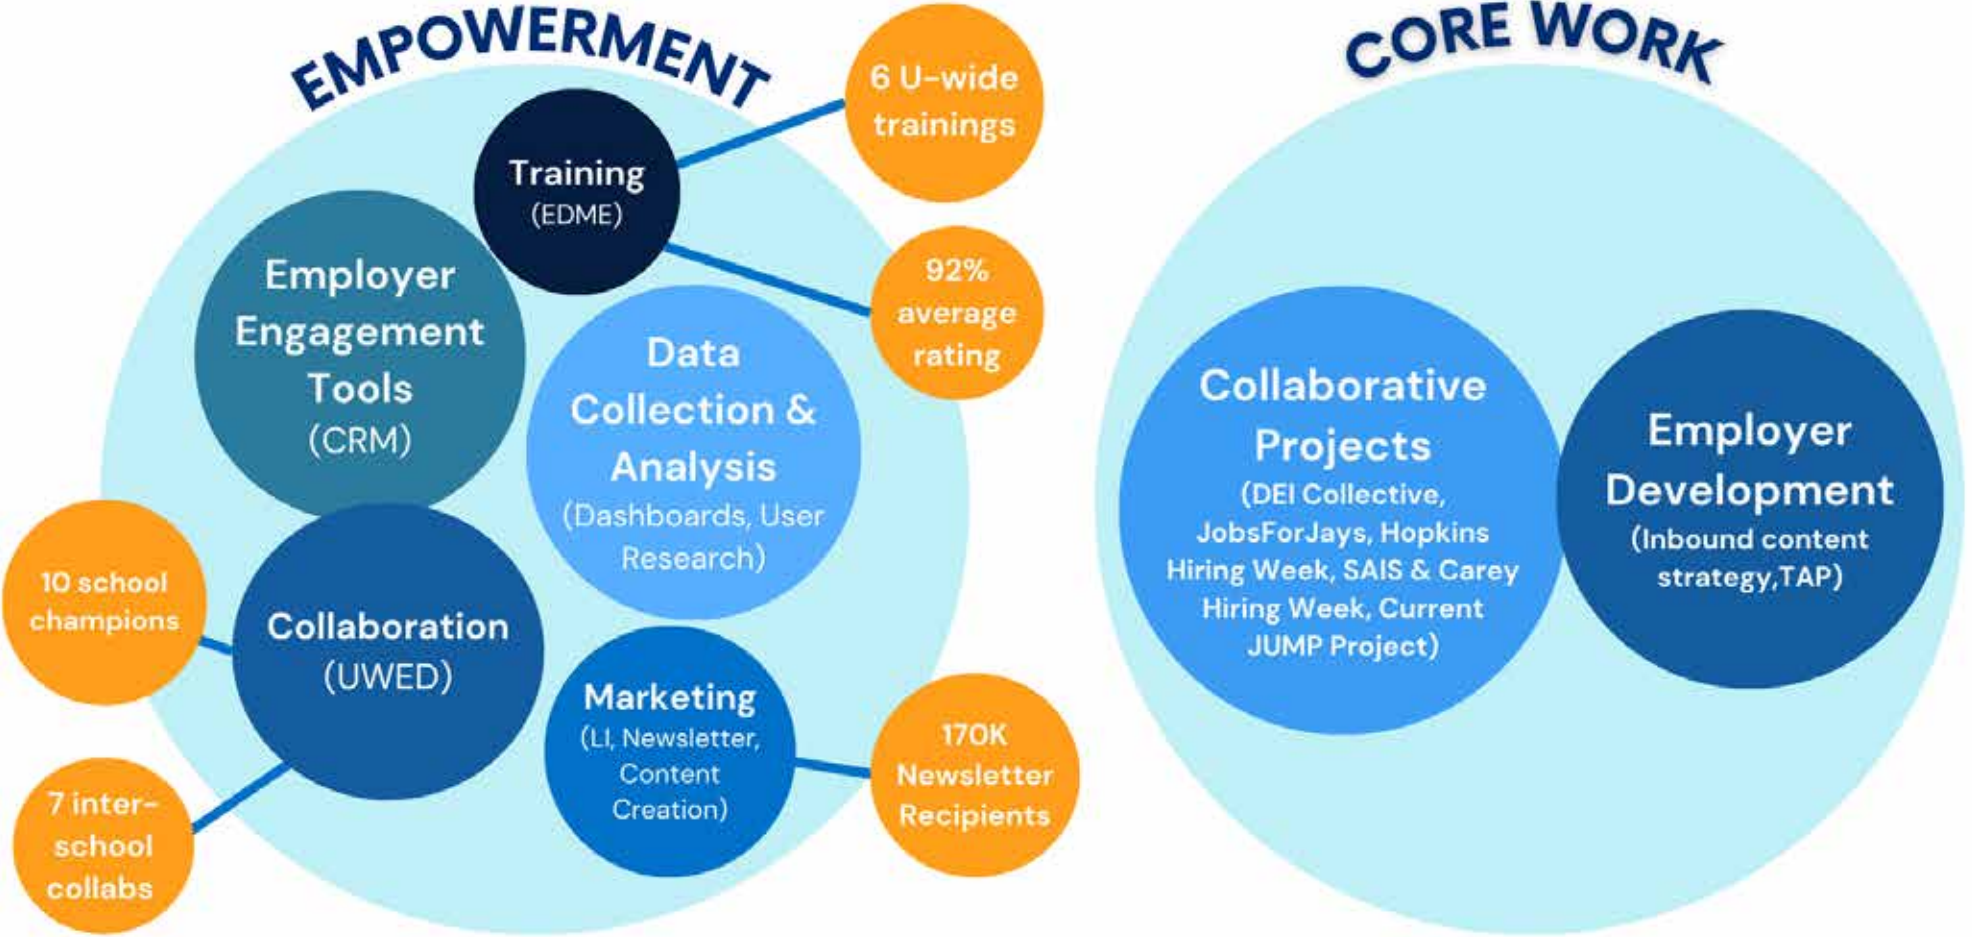 EMPOWERMENT
6 U-wide
trainings
Training
(EDME)
92%
average
rating
Employer
Engagement
Tools
(CRM)
Data
Collection &
Analysis
(Dashboards, User
Research)
10 school
champions
Collaboration
(UWED)
7 inter-
school
collabs
Marketing
(LI, Newsletter,
Content
Creation)
170K
Newsletter
Recipients
CORE WORK
Collaborative
Projects
(DEI Collective,
JobsForJays, Hopkins
Hiring Week, SAIS & Carey
Hiring Week, Current
JUMP Project)
Employer
Development
(Inbound content
strategy,TAP)